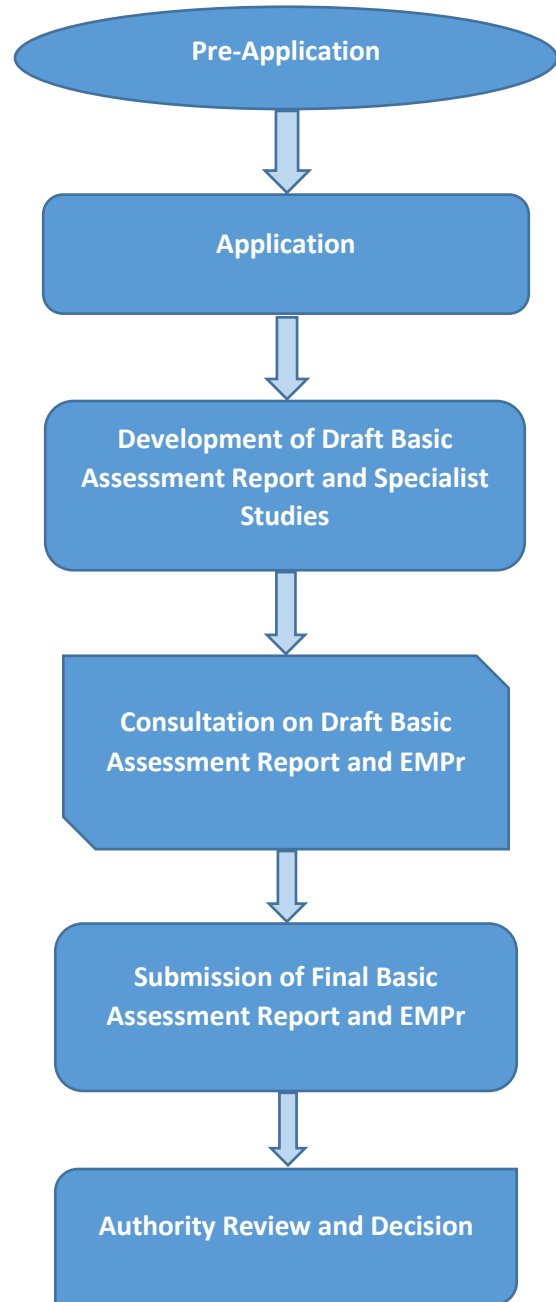 Pre-Application
Application
Development of Draft Basic
Assessment Report and Specialist
Studies
Consultation on Draft Basic
Assessment Report and EMPr
Submission of Final Basic
Assessment Report and EMPr
Authority Review and Decision